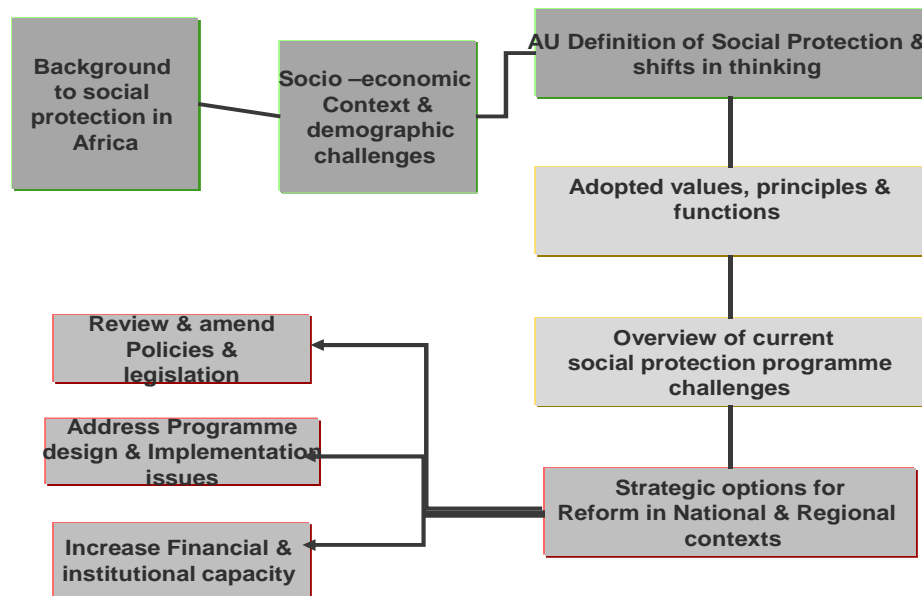 Background
to social
protection in
Africa
Socio –economic
Context &
demographic
challenges
AU Definition of Social Protection &
shifts in thinking
Adopted values, principles &
functions
Overview of current
social protection programme
challenges
Strategic options for
Reform in National & Regional
contexts
Review & amend
Policies &
legislation
Address Programme
design & Implementation
issues
Increase Financial &
institutional capacity